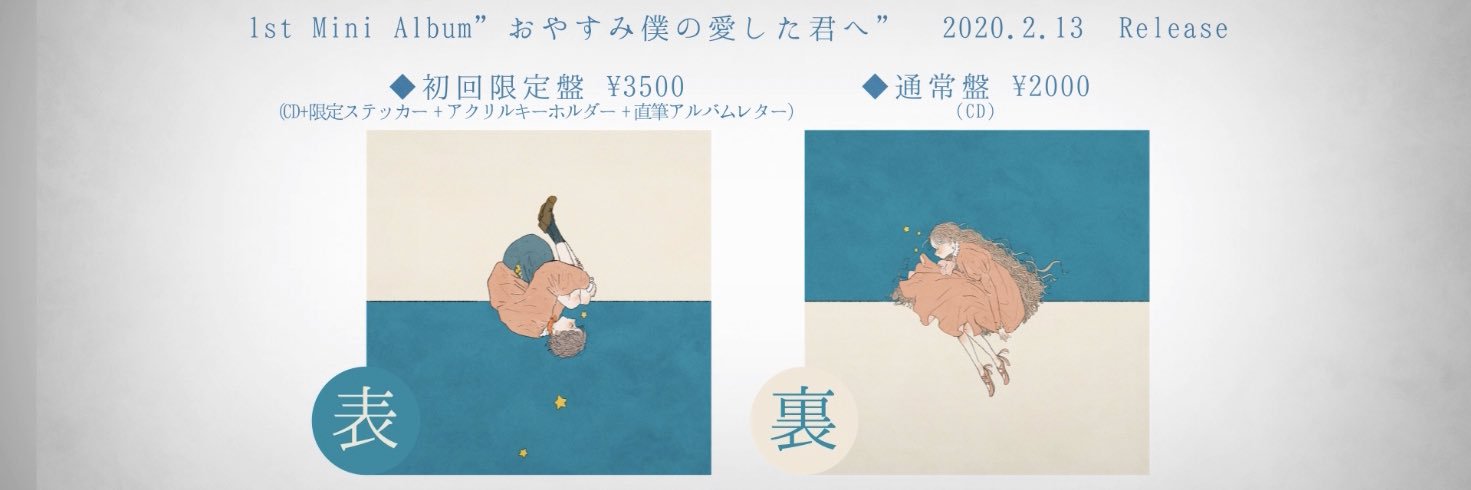 1st Mini Album”おやすみ僕の愛した君へ” 2020.2.13 Release
◆初回限定盤 ¥3500
(CD+限定ステッカー+アクリルキーホルダー+直筆アルバムレター)
◆通常盤 ¥2000
(CD)
表
裏